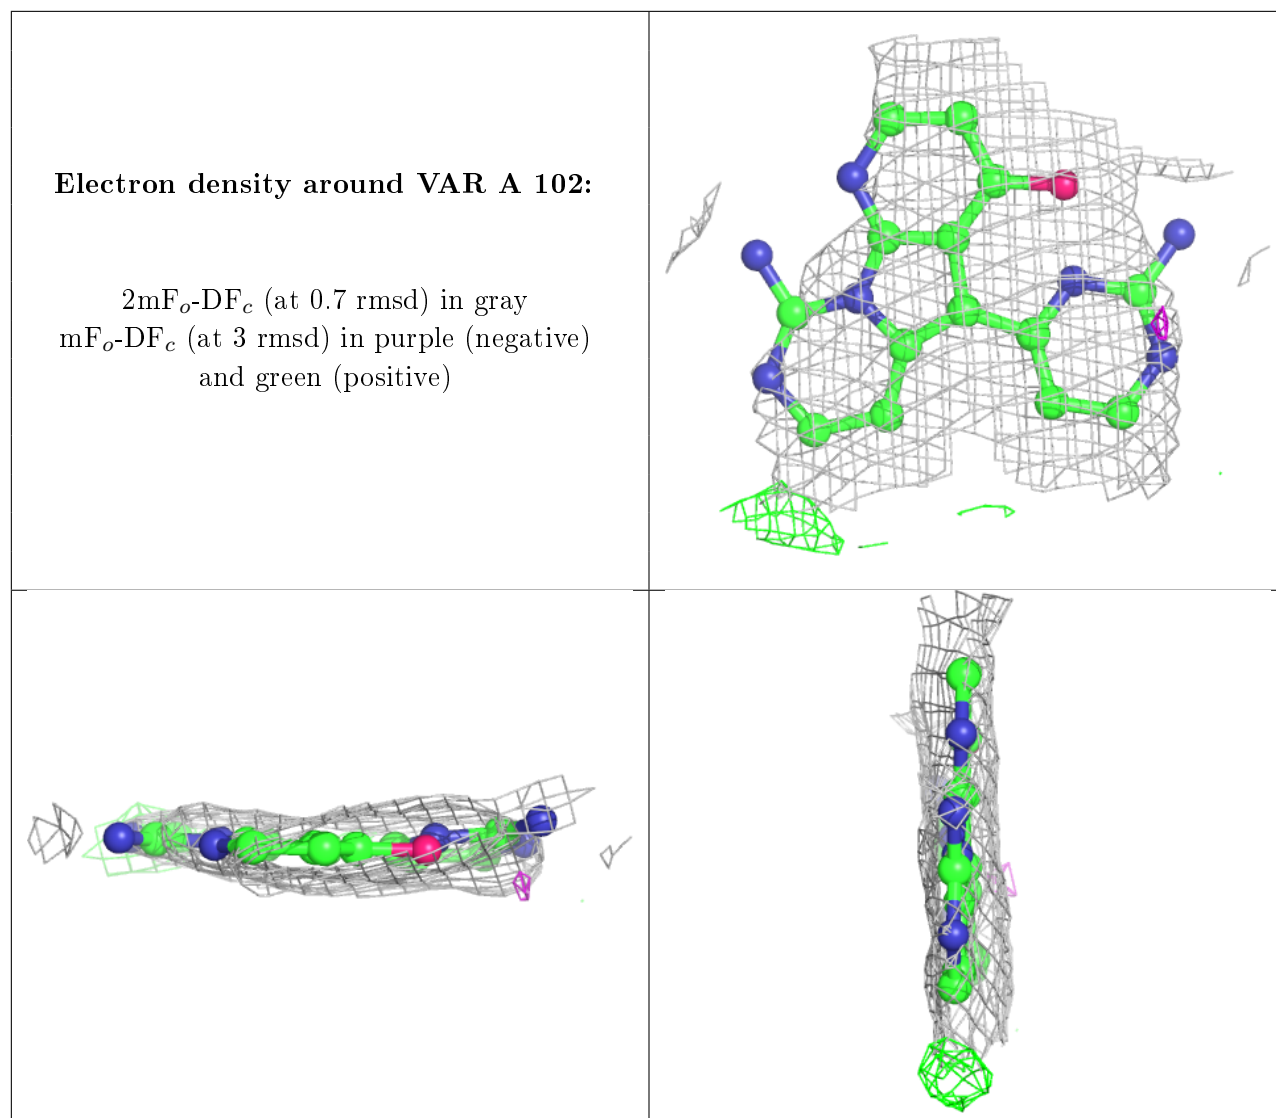 Electron density around VAR A 102:
2mFo-DFc (at 0.7 rmsd) in gray
mFo-DFc (at 3 rmsd) in purple (negative)
and green (positive)